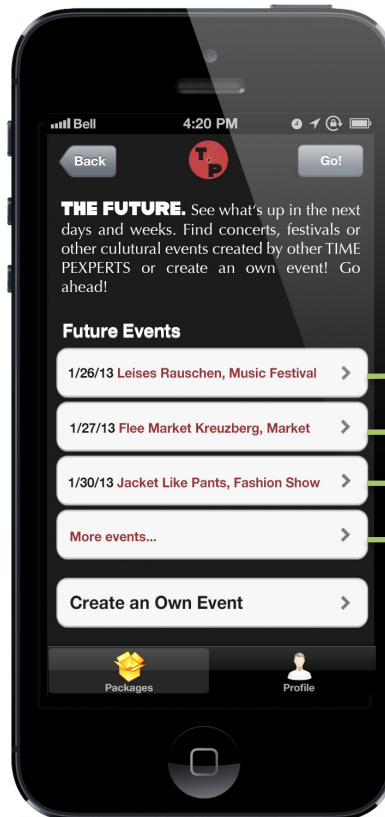 Bell 4:20 PM
Back T P Go!
THE FUTURE. See what's up in the next
days and weeks. Find concerts, festivals or
other culutural events created by other TIME
PEXPERTS or create an own event! Go
ahead!
Future Events
1/26/13 Leises Rauschen, Music Festival
1/27/13 Flee Market Kreuzberg, Market
1/30/13 Jacket Like Pants, Fashion Show
More events...
Create an Own Event
Packages Profile